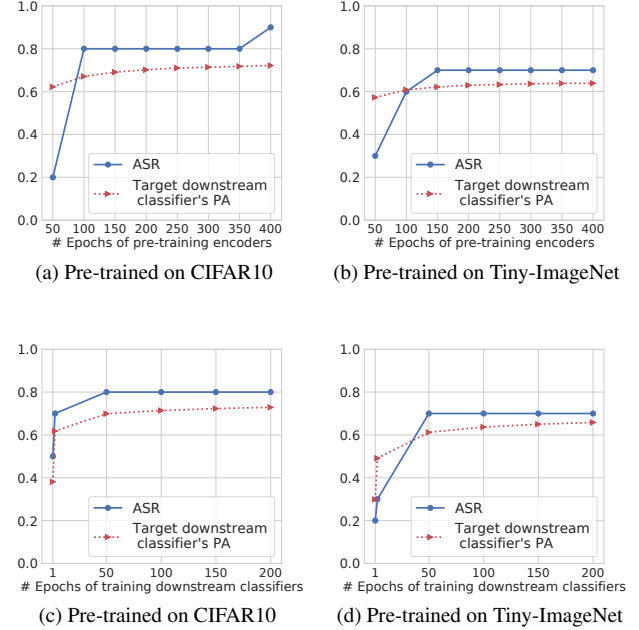 1.0
0.8
0.6
0.4
0.2
0.0
ASR
Target downstream
classifier's PA
50 100 150 200 250 300 350 400
# Epochs of pre-training encoders
(a) Pre-trained on CIFAR10
1.0
0.8
0.6
0.4
0.2
0.0
ASR
Target downstream
classifier's PA
50 100 150 200 250 300 350 400
# Epochs of pre-training encoders
(b) Pre-trained on Tiny-ImageNet
1.0
0.8
0.6
0.4
0.2
0.0
ASR
Target downstream
classifier's PA
1 50 100 150 200
# Epochs of training downstream classifiers
(c) Pre-trained on CIFAR10
1.0
0.8
0.6
0.4
0.2
0.0
ASR
Target downstream
classifier's PA
1 50 100 150 200
# Epochs of training downstream classifiers
(d) Pre-trained on Tiny-ImageNet